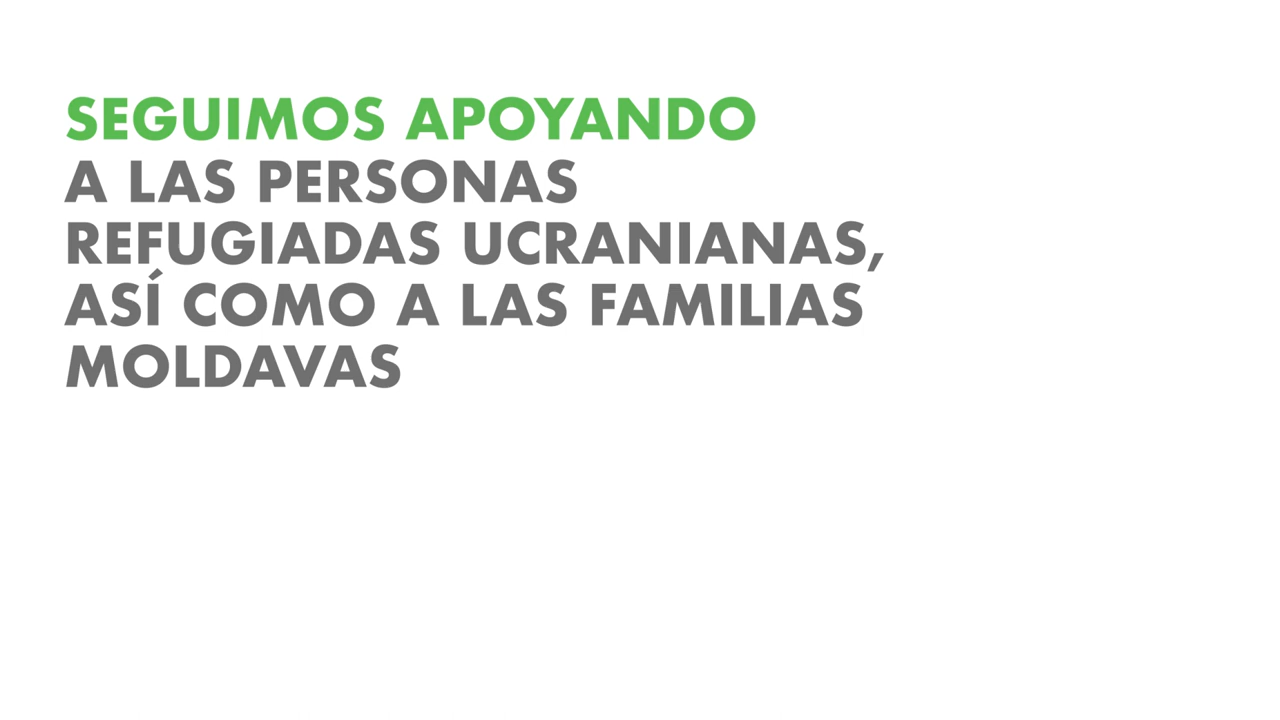 SEGUIMOS APOYANDO
A LAS PERSONAS
REFUGIADAS UCRANIANAS,
ASÍ COMO A LAS FAMILIAS
MOLDAVAS